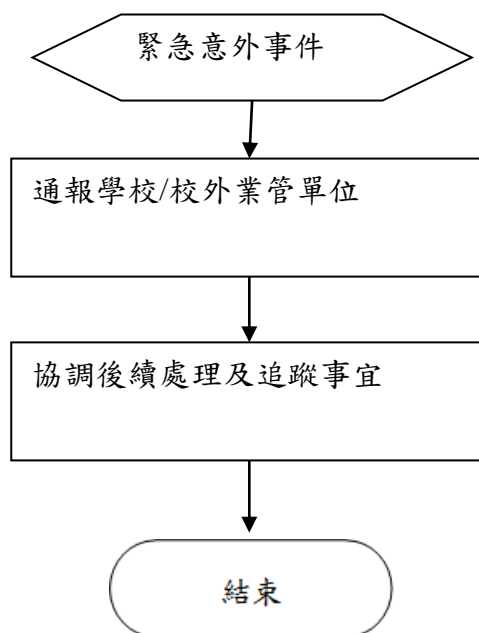 緊急意外事件
通報學校/校外業管單位
協調後續處理及追蹤事宜
結束